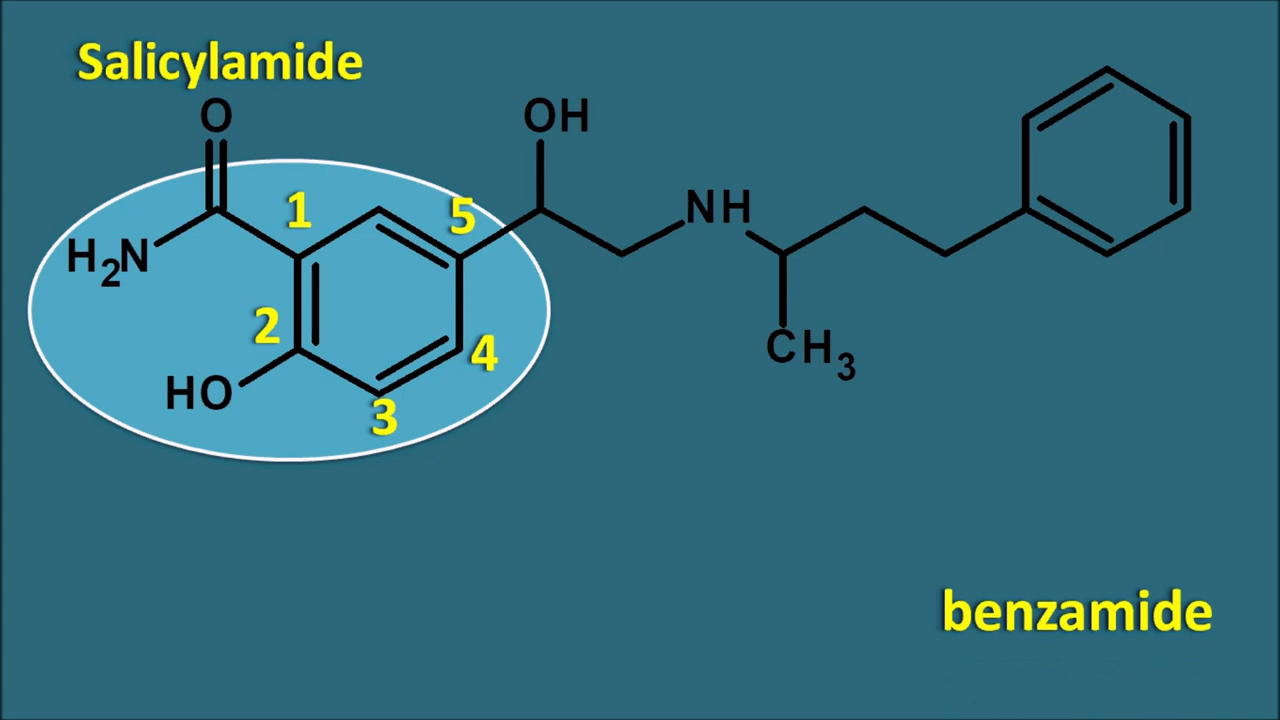 Salicylamide
O
OH
1
5
NH
H₂N
2
4
CH₃
HO
3
benzamide